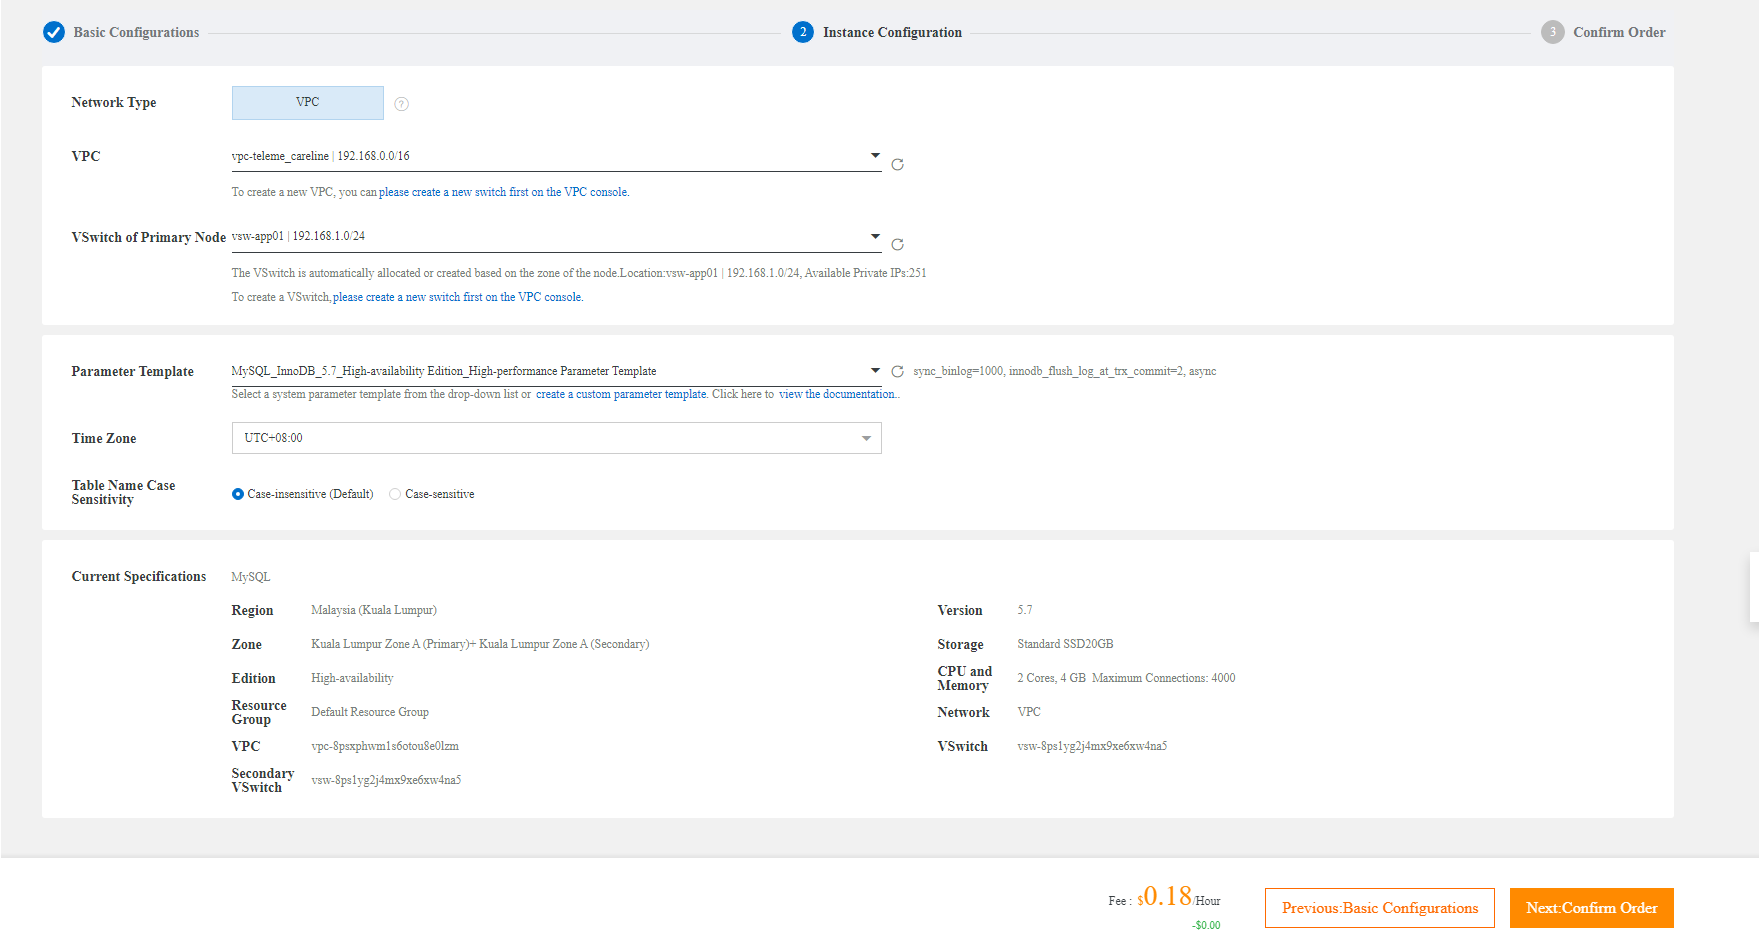 Basic Configurations
2 Instance Configuration
3 Confirm Order
Network Type VPC ?
VPC vpc-teleme_careline | 192.168.0.0/16
To create a new VPC, you can please create a new switch first on the VPC console.
VSwitch of Primary Node vsw-app01 | 192.168.1.0/24
The VSwitch is automatically allocated or created based on the zone of the node.Location:vsw-app01 | 192.168.1.0/24, Available Private IPs:251
To create a VSwitch,please create a new switch first on the VPC console.
Parameter Template MySQL_InnoDB_5.7_High-availability Edition_High-performance Parameter Template sync_binlog=1000, innodb_flush_log_at_trx_commit=2, async
Select a system parameter template from the drop-down list or create a custom parameter template. Click here to view the documentation..
Time Zone UTC+08:00
Table Name Case
Sensitivity
Case-insensitive (Default) Case-sensitive
Current Specifications MySQL
Region Malaysia (Kuala Lumpur)
Version 5.7
Zone Kuala Lumpur Zone A (Primary)+ Kuala Lumpur Zone A (Secondary)
Storage Standard SSD20GB
Edition High-availability
CPU and
Memory
2 Cores, 4 GB Maximum Connections: 4000
Resource
Group
Default Resource Group
Network VPC
VPC vpc-8psxphwm1s6otou8e0lzm
VSwitch vsw-8ps1yg2j4mx9xe6xw4na5
Secondary
VSwitch
vsw-8ps1yg2j4mx9xe6xw4na5
Fee : $0.18/Hour
-$0.00
Previous:Basic Configurations
Next:Confirm Order